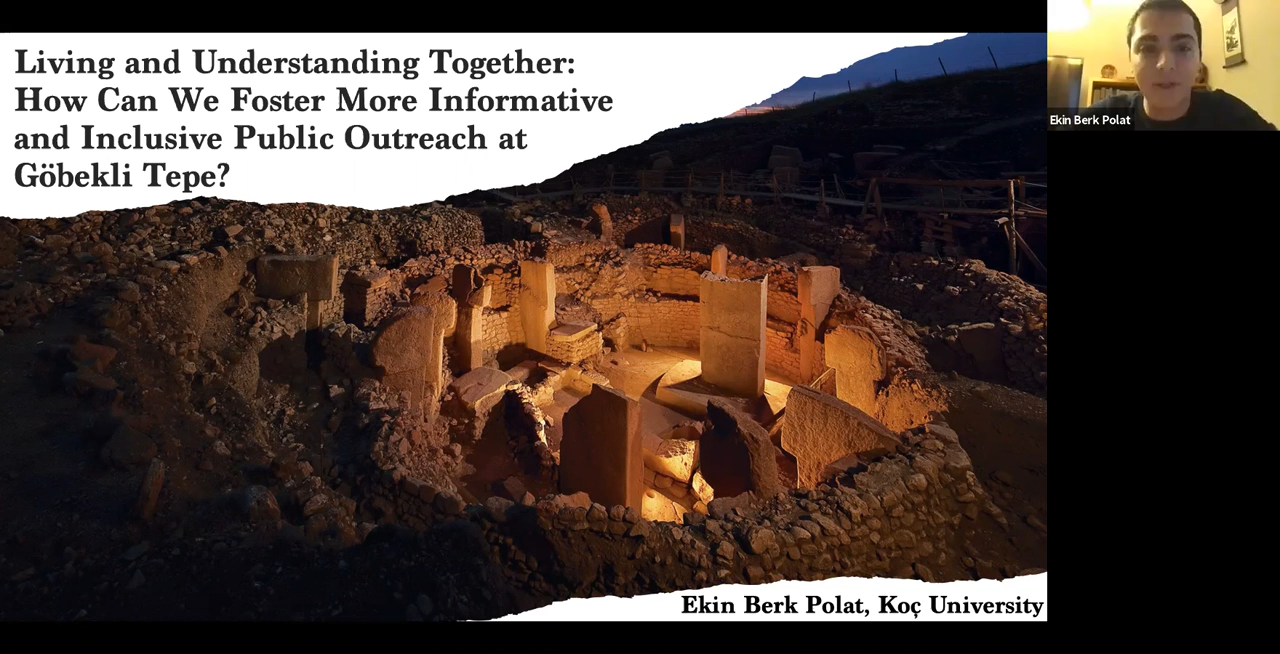 Living and Understanding Together:
How Can We Foster More Informative
and Inclusive Public Outreach at
Göbekli Tepe?
Ekin Berk Polat
Ekin Berk Polat, Koç University